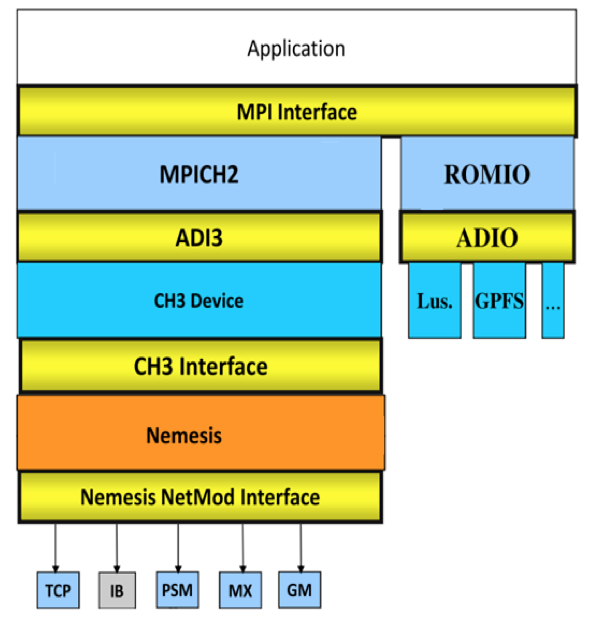 Application
MPI Interface
MPICH2
ROMIO
ADI3
ADIO
CH3 Device
Lus.
GPFS
...
CH3 Interface
Nemesis
Nemesis NetMod Interface
TCP
IB
PSM
MX
GM